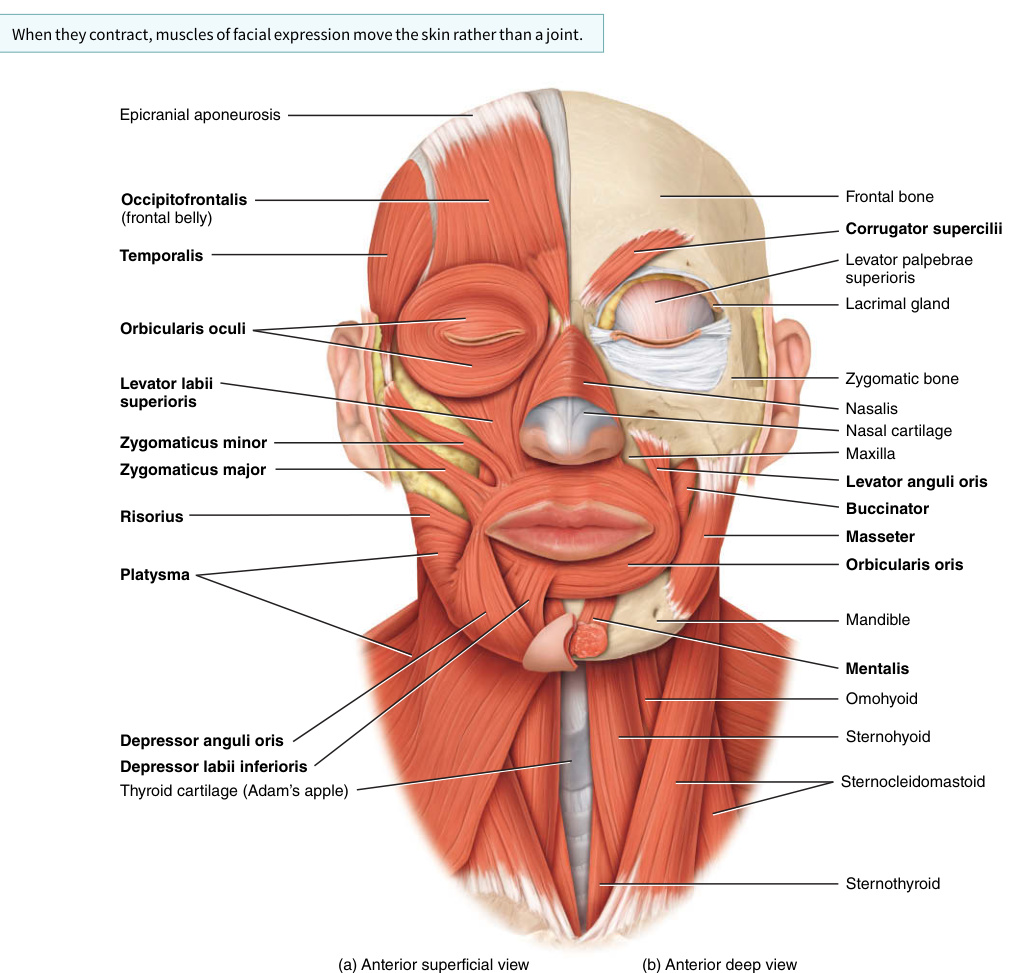 When they contract, muscles of facial expression move the skin rather than a joint.
Epicranial aponeurosis
Occipitofrontalis
(frontal belly)
Temporalis
Orbicularis oculi
Levator labii
superioris
Zygomaticus minor
Zygomaticus major
Risorius
Platysma
Depressor anguli oris
Depressor labii inferioris
Thyroid cartilage (Adam's apple)
Frontal bone
Corrugator supercilii
Levator palpebrae
superioris
Lacrimal gland
Zygomatic bone
Nasalis
Nasal cartilage
Maxilla
Levator anguli oris
Buccinator
Masseter
Orbicularis oris
Mandible
Mentalis
Omohyoid
Sternohyoid
Sternocleidomastoid
Sternothyroid
(a) Anterior superficial view
(b) Anterior deep view